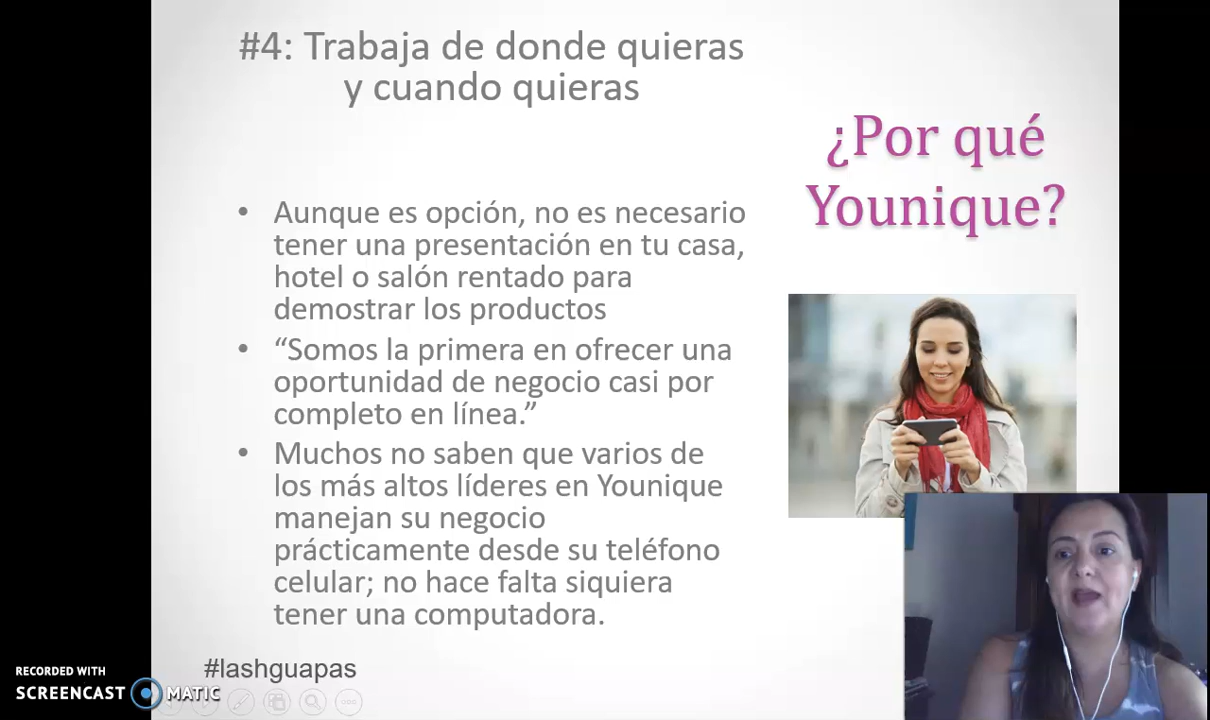 #4: Trabaja de donde quieras
y cuando quieras
¿Por qué
Younique?
• Aunque es opción, no es necesario
tener una presentación en tu casa,
hotel o salón rentado para
demostrar los productos
• “Somos la primera en ofrecer una
oportunidad de negocio casi por
completo en línea.”
• Muchos no saben que varios de
los más altos líderes en Younique
manejan su negocio
prácticamente desde su teléfono
celular; no hace falta siquiera
tener una computadora.
#lashguapas
RECORDED WITH
SCREENCAST MATIC